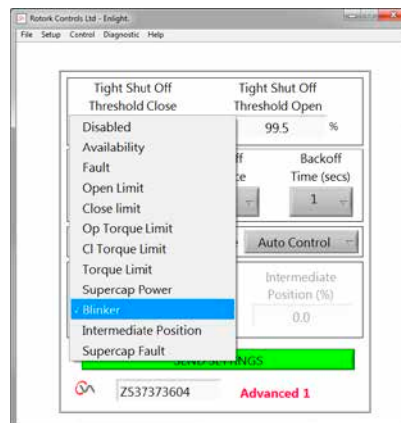 Rotork Controls Ltd - Enlight.
File Setup Control Diagnostic Help
Tight Shut Off Tight Shut Off
Threshold Close Threshold Open
99.5 %
Disabled
Availability
Fault
Open Limit
Close limit
Op Torque Limit
Cl Torque Limit
Torque Limit
Supercap Power
Blinker
Intermediate Position
Supercap Fault
Backoff
Time (secs)
1
Auto Control
Intermediate
Position (%)
0.0
SEND SETTINGS
ZS37373604 Advanced 1